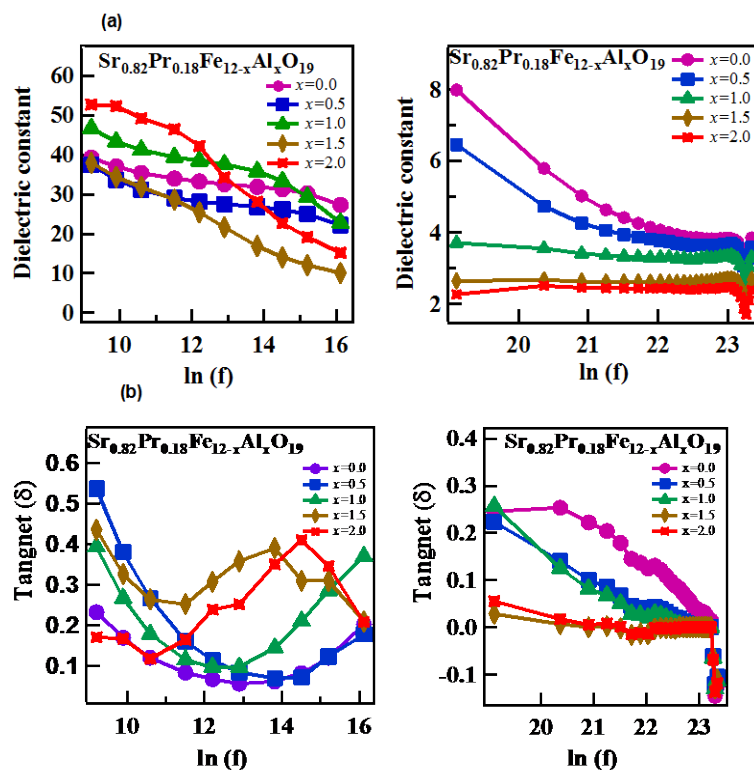 (a)
Sr0.82Pr0.18Fe12-xAlxO19
60
50
40
30
20
10
0
Dielectric constant
x=0.0
x=0.5
x=1.0
x=1.5
x=2.0
10 11 12 13 14 15 16
ln (f)
Sr0.82Pr0.18Fe12-xAlxO19
8
6
4
2
Dielectric constant
x=0.0
x=0.5
x=1.0
x=1.5
x=2.0
20 21 22 23
ln (f)
(b)
Sr0.82Pr0.18Fe12-xAlxO19
0.6
0.5
0.4
0.3
0.2
0.1
Tangnet (δ)
x=0.0
x=0.5
x=1.0
x=1.5
x=2.0
10 11 12 13 14 15 16
ln (f)
Sr0.82Pr0.18Fe12-xAlxO19
0.4
0.3
0.2
0.1
0.0
-0.1
Tangnet (δ)
x=0.0
x=0.5
x=1.0
x=1.5
x=2.0
20 21 22 23
ln (f)